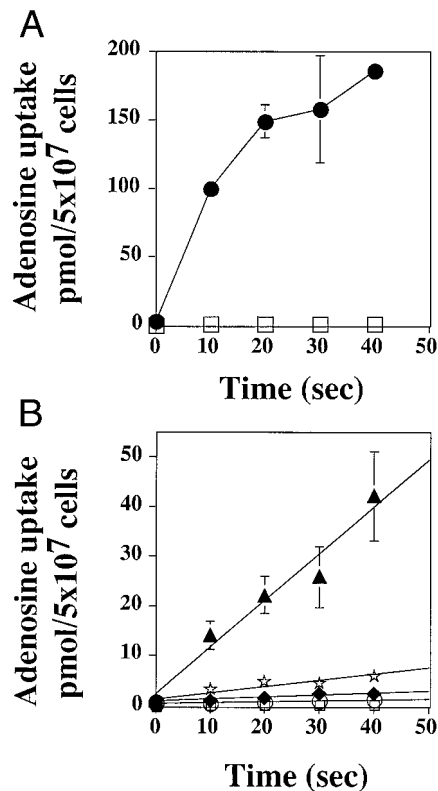 A
Adenosine uptake
pmol/5x10⁷ cells
200
150
100
50
0
0 10 20 30 40 50
Time (sec)
B
Adenosine uptake
pmol/5x10⁷ cells
50
40
30
20
10
0
0 10 20 30 40 50
Time (sec)